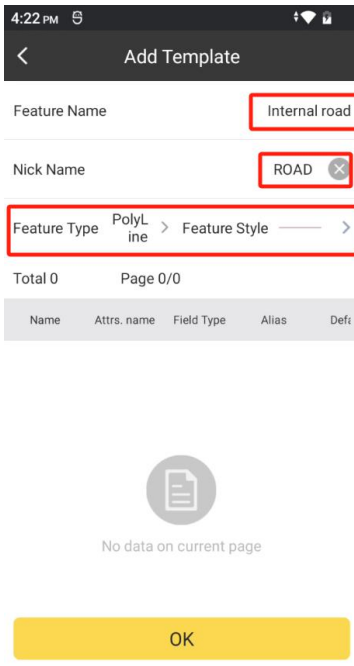 4:22 PM
Add Template
Feature Name Internal road
Nick Name ROAD
Feature Type PolyL
ine Feature Style
Total 0 Page 0/0
Name Attrs. name Field Type Alias Defa
No data on current page
OK